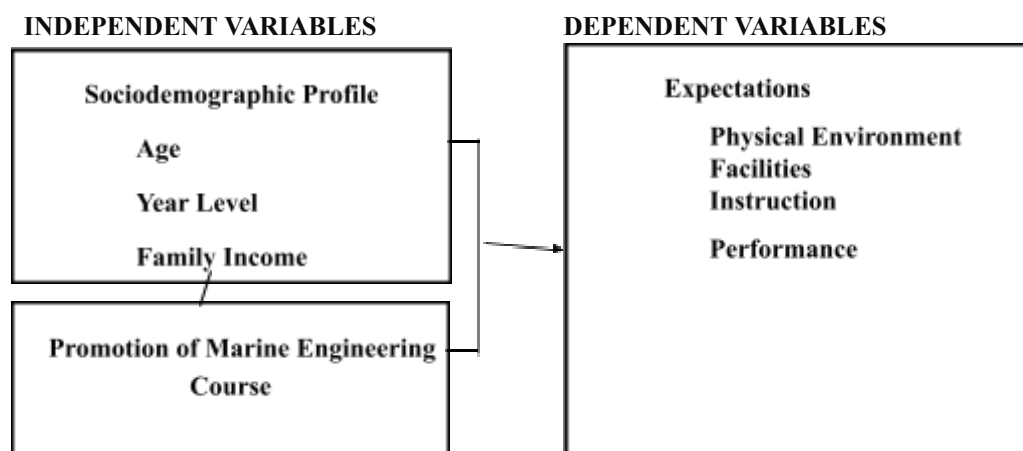 INDEPENDENT VARIABLES
Sociodemographic Profile
Age
Year Level
Family Income
Promotion of Marine Engineering
Course
DEPENDENT VARIABLES
Expectations
Physical Environment
Facilities
Instruction
Performance